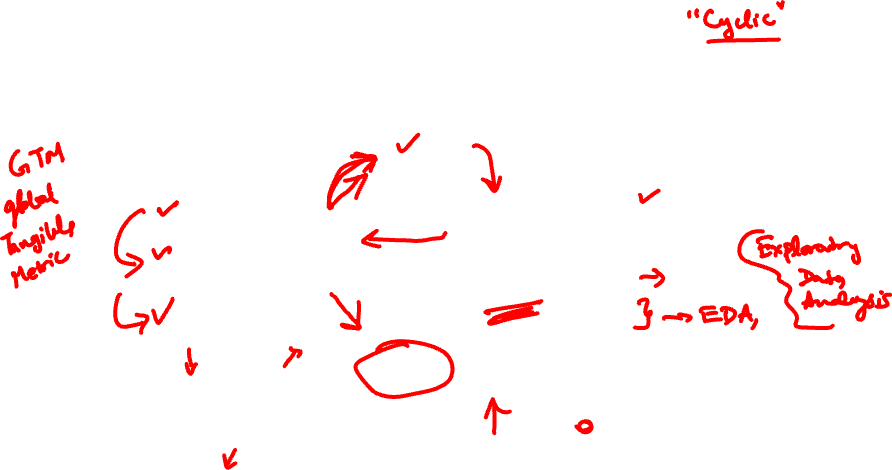 "Cyclic"
GTM
global
Tangible
Metric
Exploratory
Data
Analysis
} → EDA,